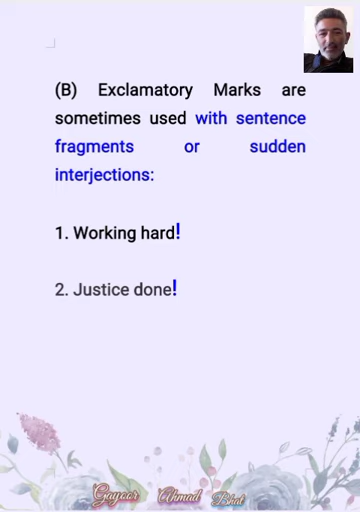 (B) Exclamatory Marks are
sometimes used with sentence
fragments or sudden
interjections:
1. Working hard!
2. Justice done!
Gayoor Ahmad Bhat